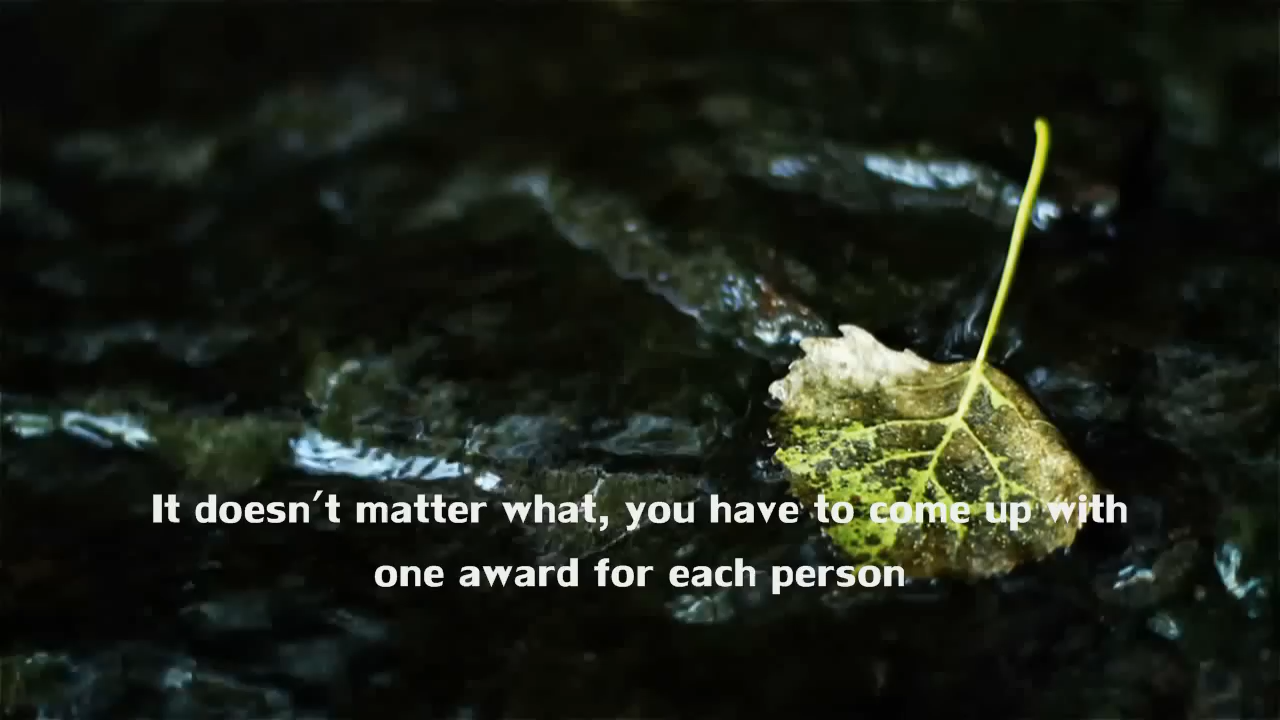 It doesn't matter what, you have to come up with
one award for each person